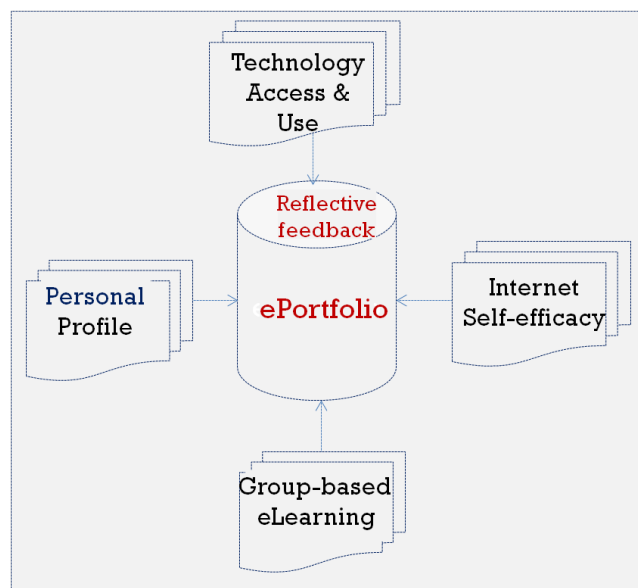 Technology
Access &
Use
Reflective
feedback
ePortfolio
Personal
Profile
Internet
Self-efficacy
Group-based
eLearning